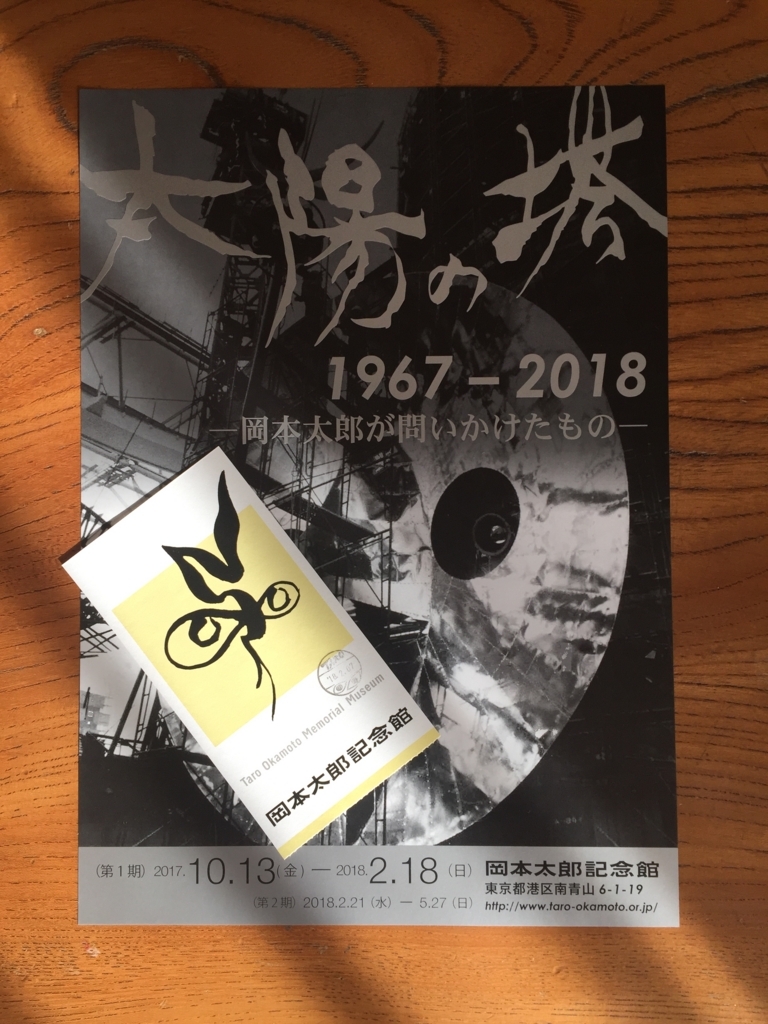 太陽の塔
1967－2018
―岡本太郎が問いかけたもの―
Taro Okamoto Memorial Museum
岡本太郎記念館
(第1期) 2017.10.13(金) ― 2018.2.18(日)
(第2期) 2018.2.21(水) ― 5.27(日)
岡本太郎記念館
東京都港区南青山 6-1-19
http://www.taro-okamoto.or.jp/